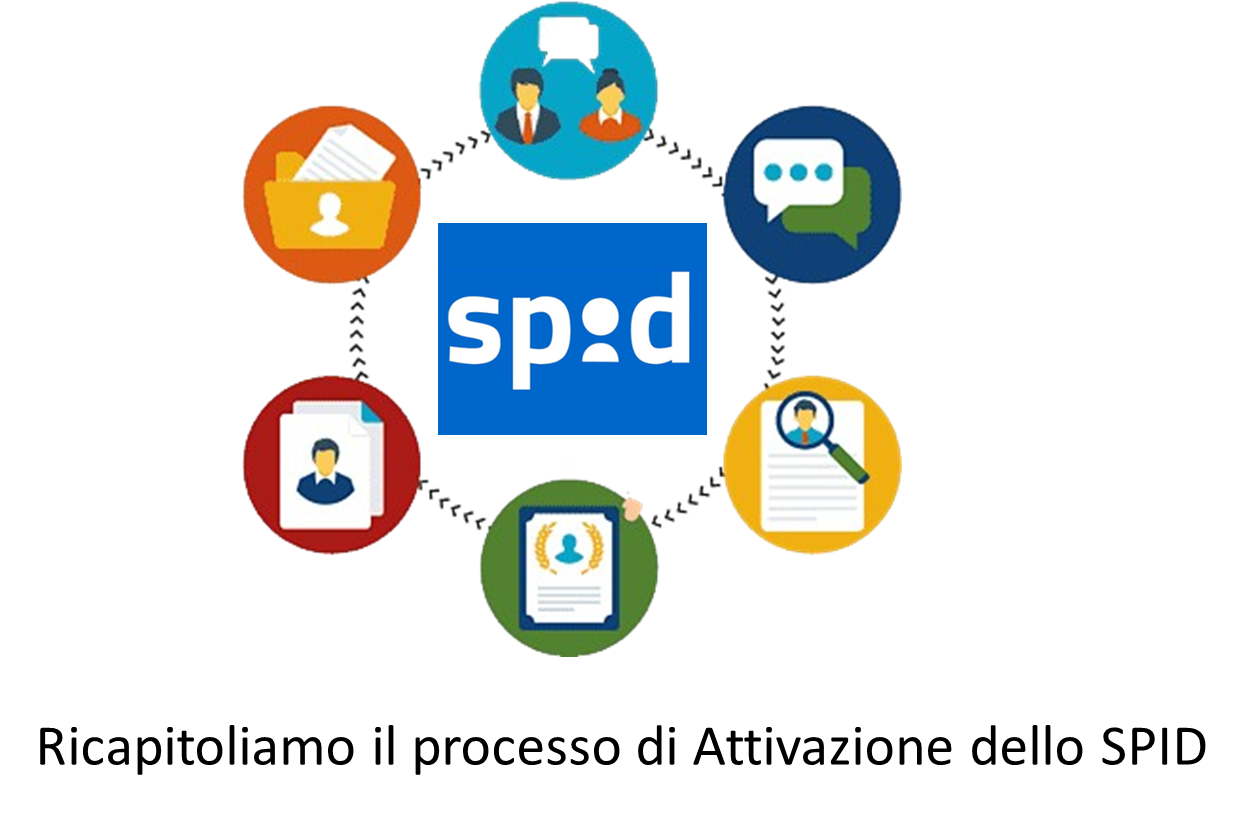 spid
Ricapitoliamo il processo di Attivazione dello SPID